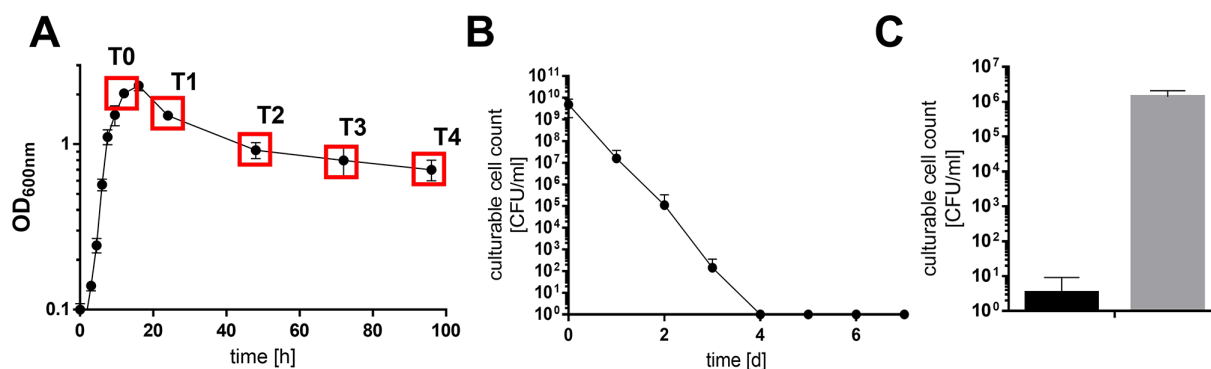 A
T0
T1
T2
T3
T4
1
0.1
OD600nm
0 20 40 60 80 100
time [h]
B
10¹¹
10¹⁰
10⁹
10⁸
10⁷
10⁶
10⁵
10⁴
10³
10²
10¹
10⁰
culturable cell count
[CFU/ml]
0 2 4 6
time [d]
C
10⁷
10⁶
10⁵
10⁴
10³
10²
10¹
10⁰
culturable cell count
[CFU/ml]